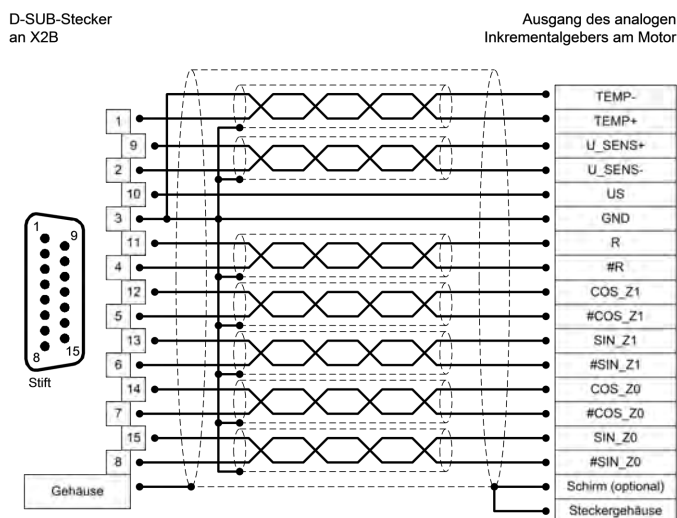 D-SUB-Stecker
an X2B
Ausgang des analogen
Inkrementalgebers am Motor
TEMP-
1 TEMP+
9 U_SENS+
2 U_SENS-
10 US
3 GND
11 R
4 #R
12 COS_Z1
5 #COS_Z1
13 SIN_Z1
6 #SIN_Z1
14 COS_Z0
7 #COS_Z0
15 SIN_Z0
8 #SIN_Z0
Gehäuse Schirm (optional)
Steckergehäuse
1 9
8 15
Stift